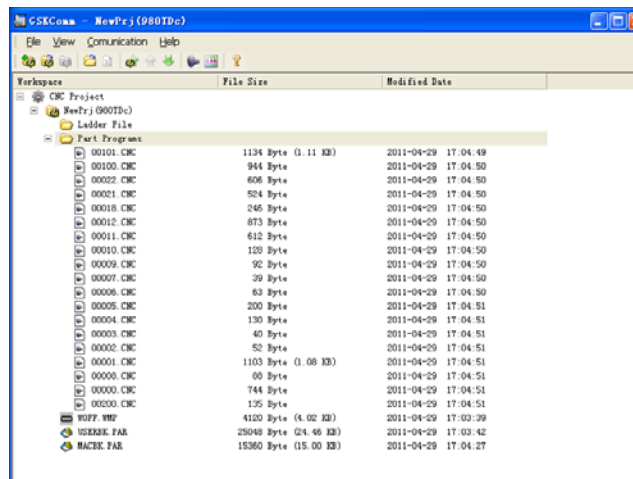 GSKComm - NewPrj(980TDc)
File View Comunication Help
Workspace File Size Modified Date
CNC Project
NewPrj(980TDc)
Ladder File
Part Programs
O0101.CNC 1134 Byte (1.11 KB) 2011-04-29 17:04:49
O0100.CNC 944 Byte 2011-04-29 17:04:50
O0022.CNC 606 Byte 2011-04-29 17:04:50
O0021.CNC 524 Byte 2011-04-29 17:04:50
O0018.CNC 246 Byte 2011-04-29 17:04:50
O0012.CNC 873 Byte 2011-04-29 17:04:50
O0011.CNC 612 Byte 2011-04-29 17:04:50
O0010.CNC 128 Byte 2011-04-29 17:04:50
O0009.CNC 92 Byte 2011-04-29 17:04:50
O0007.CNC 39 Byte 2011-04-29 17:04:50
O0006.CNC 63 Byte 2011-04-29 17:04:50
O0005.CNC 200 Byte 2011-04-29 17:04:51
O0004.CNC 130 Byte 2011-04-29 17:04:51
O0003.CNC 40 Byte 2011-04-29 17:04:51
O0002.CNC 52 Byte 2011-04-29 17:04:51
O0001.CNC 1103 Byte (1.08 KB) 2011-04-29 17:04:51
O0008.CNC 88 Byte 2011-04-29 17:04:51
O0000.CNC 744 Byte 2011-04-29 17:04:51
O0200.CNC 135 Byte 2011-04-29 17:04:51
WOFF.WMP 4120 Byte (4.02 KB) 2011-04-29 17:03:39
USERBK.PAR 25048 Byte (24.46 KB) 2011-04-29 17:03:42
MACBK.PAR 15360 Byte (15.00 KB) 2011-04-29 17:04:27